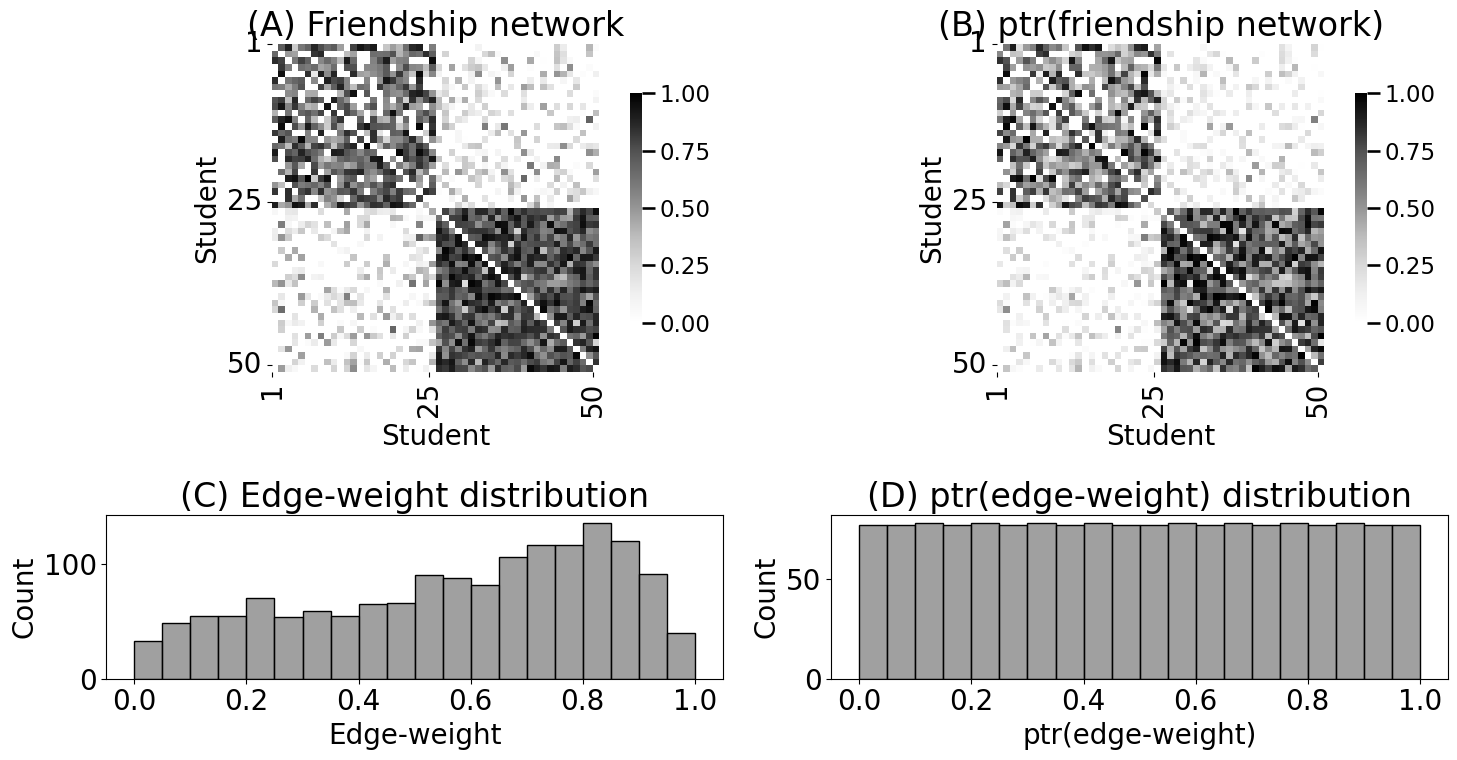 (A) Friendship network
1
25
50
Student
1
25
50
Student
1.00
0.75
0.50
0.25
0.00
(B) ptr(friendship network)
1
25
50
Student
1
25
50
Student
1.00
0.75
0.50
0.25
0.00
(C) Edge-weight distribution
100
0
Count
0.0 0.2 0.4 0.6 0.8 1.0
Edge-weight
(D) ptr(edge-weight) distribution
50
0
Count
0.0 0.2 0.4 0.6 0.8 1.0
ptr(edge-weight)